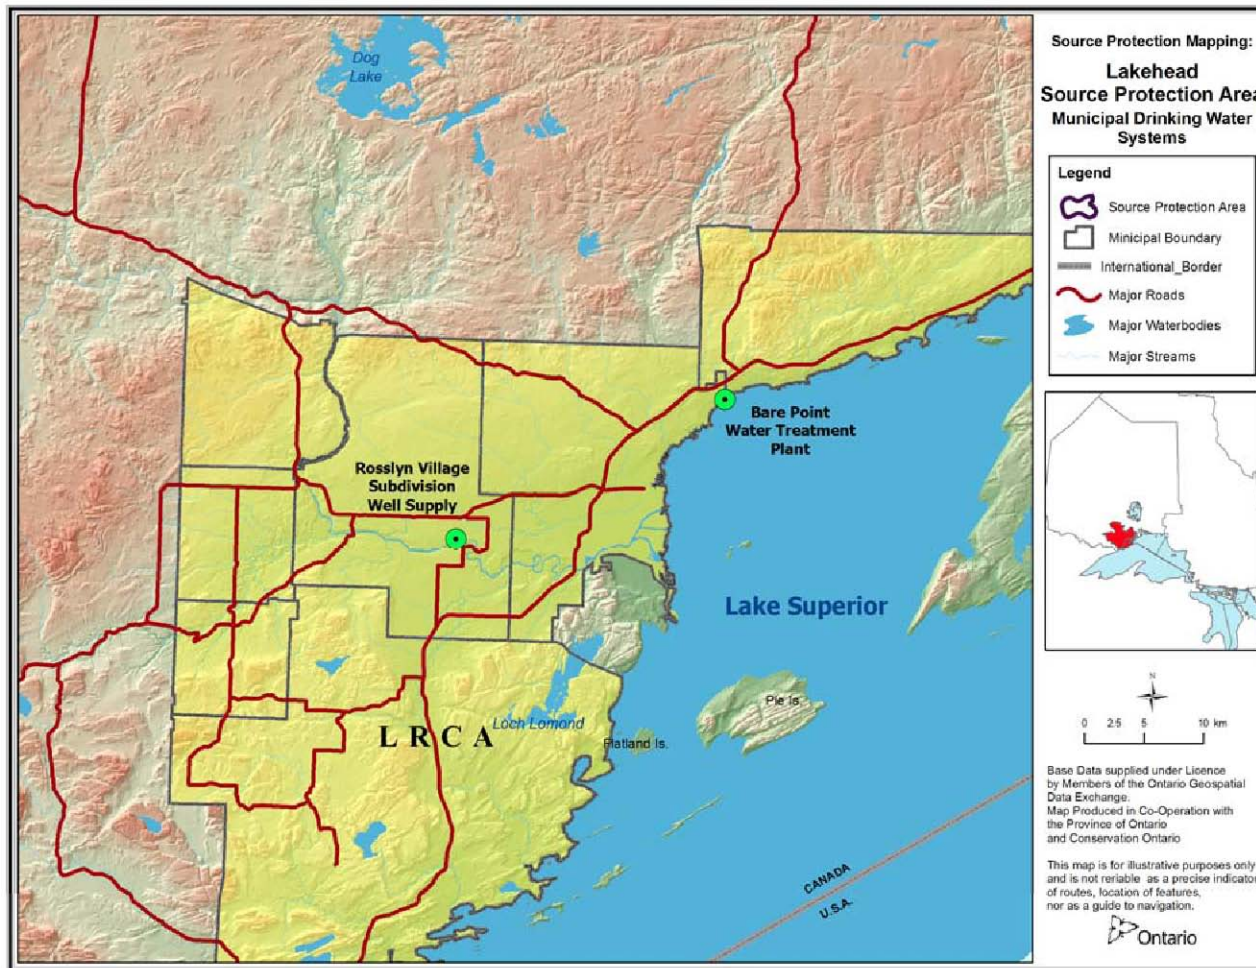 Dog
Lake
Bare Point
Water Treatment
Plant
Rosslyn Village
Subdivision
Well Supply
Lake Superior
Pie Is.
L R C A
Loch Lomond
Flatland Is.
CANADA
U.S.A.
Source Protection Mapping:
Lakehead
Source Protection Area
Municipal Drinking Water
Systems
Legend
Source Protection Area
Minicipal Boundary
International_Border
Major Roads
Major Waterbodies
Major Streams
N
0 2.5 5 10 km
Base Data supplied under Licence
by Members of the Ontario Geospatial
Data Exchange.
Map Produced in Co-Operation with
the Province of Ontario
and Conservation Ontario
This map is for illustrative purposes only
and is not reliable as a precise indicator
of routes, location of features,
nor as a guide to navigation.
Ontario